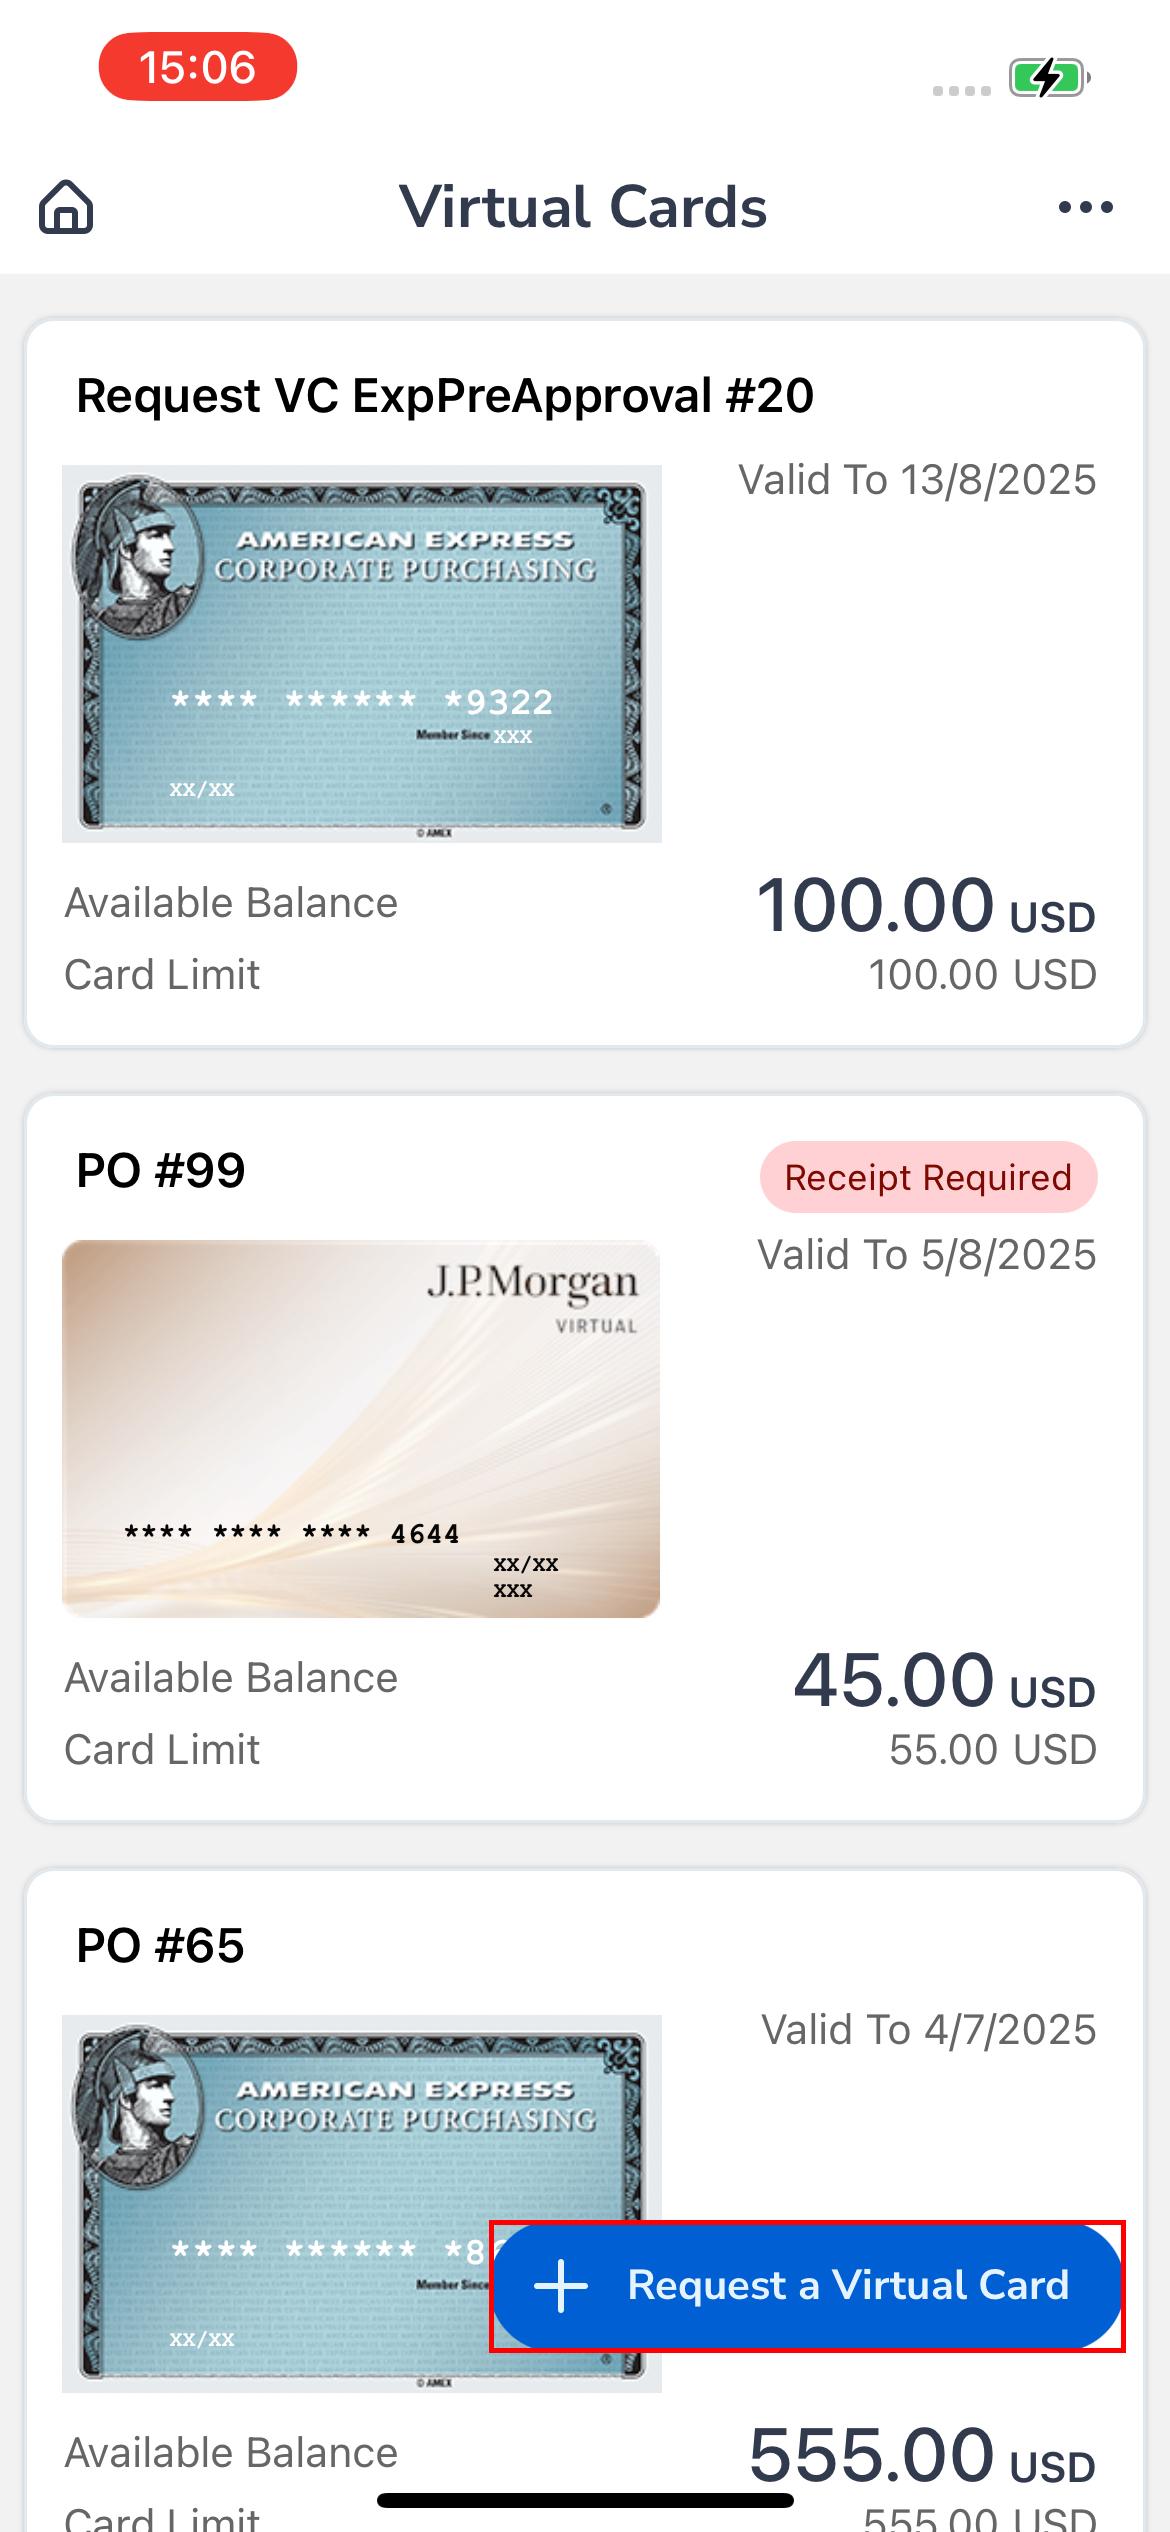 15:06
Virtual Cards
Request VC ExpPreApproval #20
Valid To 13/8/2025
AMERICAN EXPRESS
CORPORATE PURCHASING
**** ****** *9322
Member Since xxx
xx/xx
®
© AMEX
Available Balance 100.00 USD
Card Limit 100.00 USD
PO #99
Receipt Required
Valid To 5/8/2025
J.P.Morgan
VIRTUAL
**** **** **** 4644
xx/xx
xxx
Available Balance 45.00 USD
Card Limit 55.00 USD
PO #65
Valid To 4/7/2025
AMERICAN EXPRESS
CORPORATE PURCHASING
**** ****** *8
Member Since
Request a Virtual Card
xx/xx
®
© AMEX
Available Balance 555.00 USD
Card Limit 555.00 USD